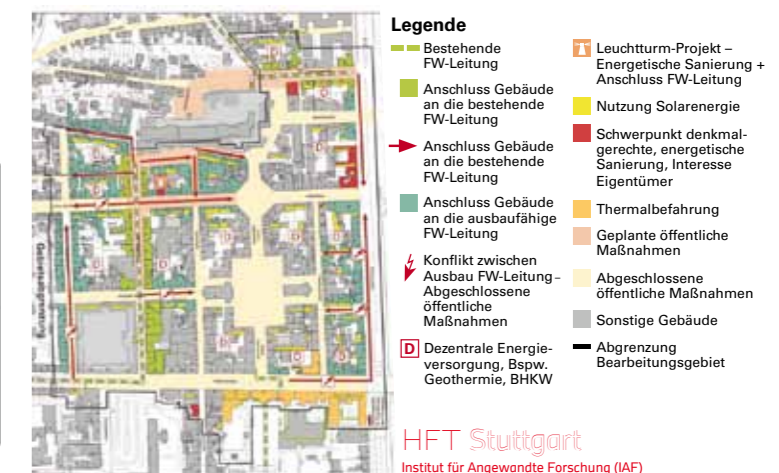 Legende
Bestehende
FW-Leitung
Anschluss Gebäude
an die bestehende
FW-Leitung
Anschluss Gebäude
an die bestehende
FW-Leitung
Anschluss Gebäude
an die ausbaufähige
FW-Leitung
Konflikt zwischen
Ausbau FW-Leitung –
Abgeschlossene
öffentliche
Maßnahmen
D Dezentrale Energie-
versorgung, Bspw.
Geothermie, BHKW
Leuchtturm-Projekt –
Energetische Sanierung +
Anschluss FW-Leitung
Nutzung Solarenergie
Schwerpunkt denkmal-
gerechte, energetische
Sanierung, Interesse
Eigentümer
Thermalbefahrung
Geplante öffentliche
Maßnahmen
Abgeschlossene
öffentliche Maßnahmen
Sonstige Gebäude
Abgrenzung
Bearbeitungsgebiet
HFT Stuttgart
Institut für Angewandte Forschung (IAF)